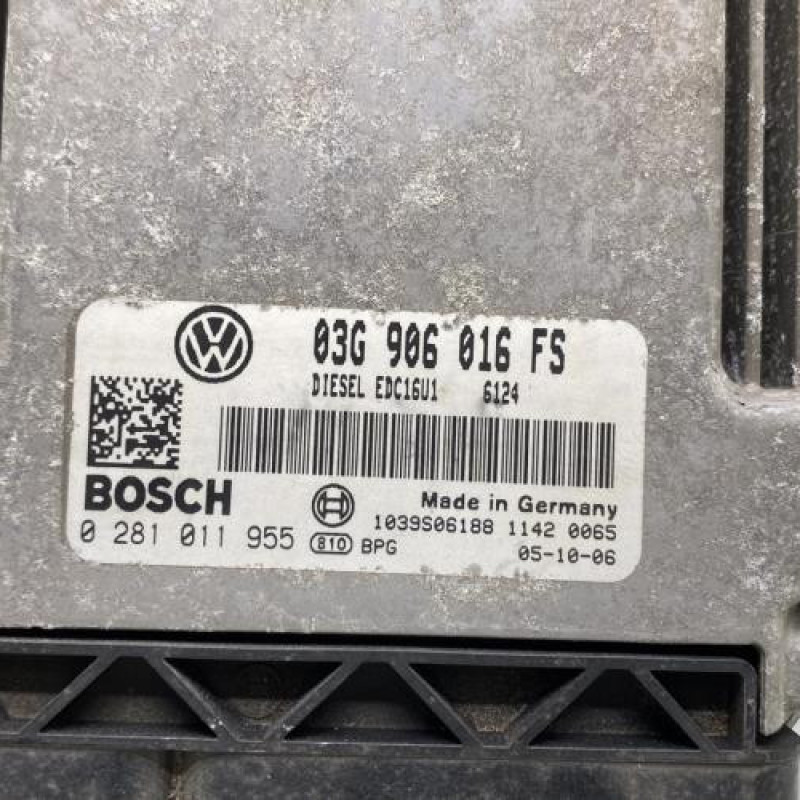 03G 906 016 FS
DIESEL EDC16U1 6124
BOSCH
Made in Germany
0 281 011 955
1039S06188 1142 0065
810 BPG
05-10-06